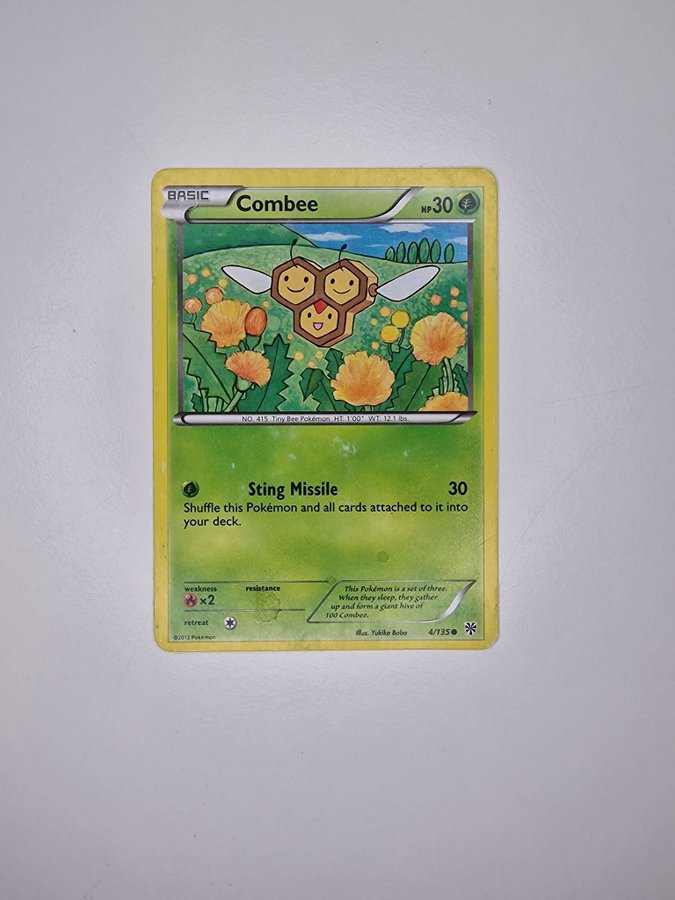 BASIC Combee HP 30
NO. 415 Tiny Bee Pokémon HT: 1'00" WT: 12.1 lbs.
Sting Missile 30
Shuffle this Pokémon and all cards attached to it into
your deck.
weakness resistance
×2
retreat
This Pokémon is a set of three.
When they sleep, they gather
up and form a giant hive of
100 Combee.
©2012 Pokémon Illus. Yukiko Baba 4/135